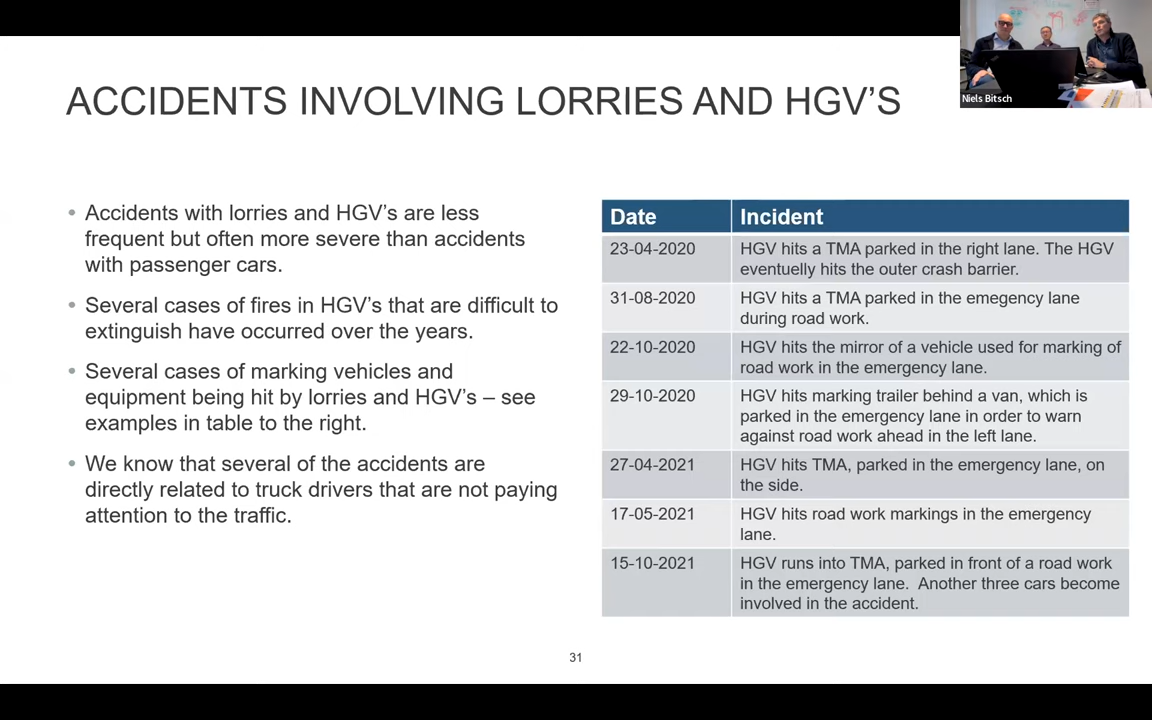 ACCIDENTS INVOLVING LORRIES AND HGV'S
Niels Bitsch
• Accidents with lorries and HGV's are less
frequent but often more severe than accidents
with passenger cars.
• Several cases of fires in HGV's that are difficult to
extinguish have occurred over the years.
• Several cases of marking vehicles and
equipment being hit by lorries and HGV's – see
examples in table to the right.
• We know that several of the accidents are
directly related to truck drivers that are not paying
attention to the traffic.
Date Incident
23-04-2020 HGV hits a TMA parked in the right lane. The HGV
eventuelly hits the outer crash barrier.
31-08-2020 HGV hits a TMA parked in the emegency lane
during road work.
22-10-2020 HGV hits the mirror of a vehicle used for marking of
road work in the emergency lane.
29-10-2020 HGV hits marking trailer behind a van, which is
parked in the emergency lane in order to warn
against road work ahead in the left lane.
27-04-2021 HGV hits TMA, parked in the emergency lane, on
the side.
17-05-2021 HGV hits road work markings in the emergency
lane.
15-10-2021 HGV runs into TMA, parked in front of a road work
in the emergency lane. Another three cars become
involved in the accident.
31